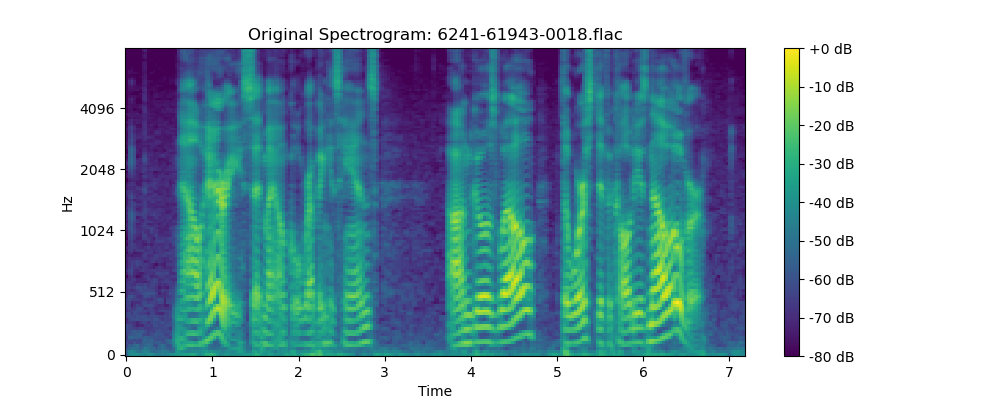 Original Spectrogram: 6241-61943-0018.flac
Hz
4096
2048
1024
512
0
0 1 2 3 4 5 6 7
Time
+0 dB
-10 dB
-20 dB
-30 dB
-40 dB
-50 dB
-60 dB
-70 dB
-80 dB